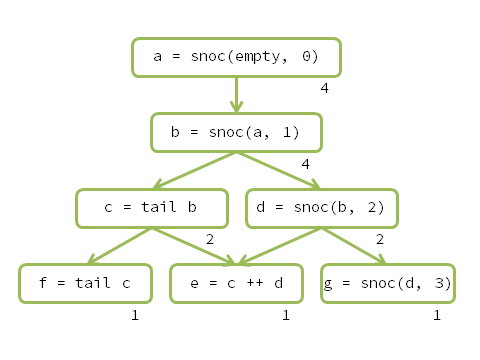 a = snoc(empty, 0)
4
b = snoc(a, 1)
4
c = tail b
d = snoc(b, 2)
2
2
f = tail c
e = c ++ d
g = snoc(d, 3)
1
1
1